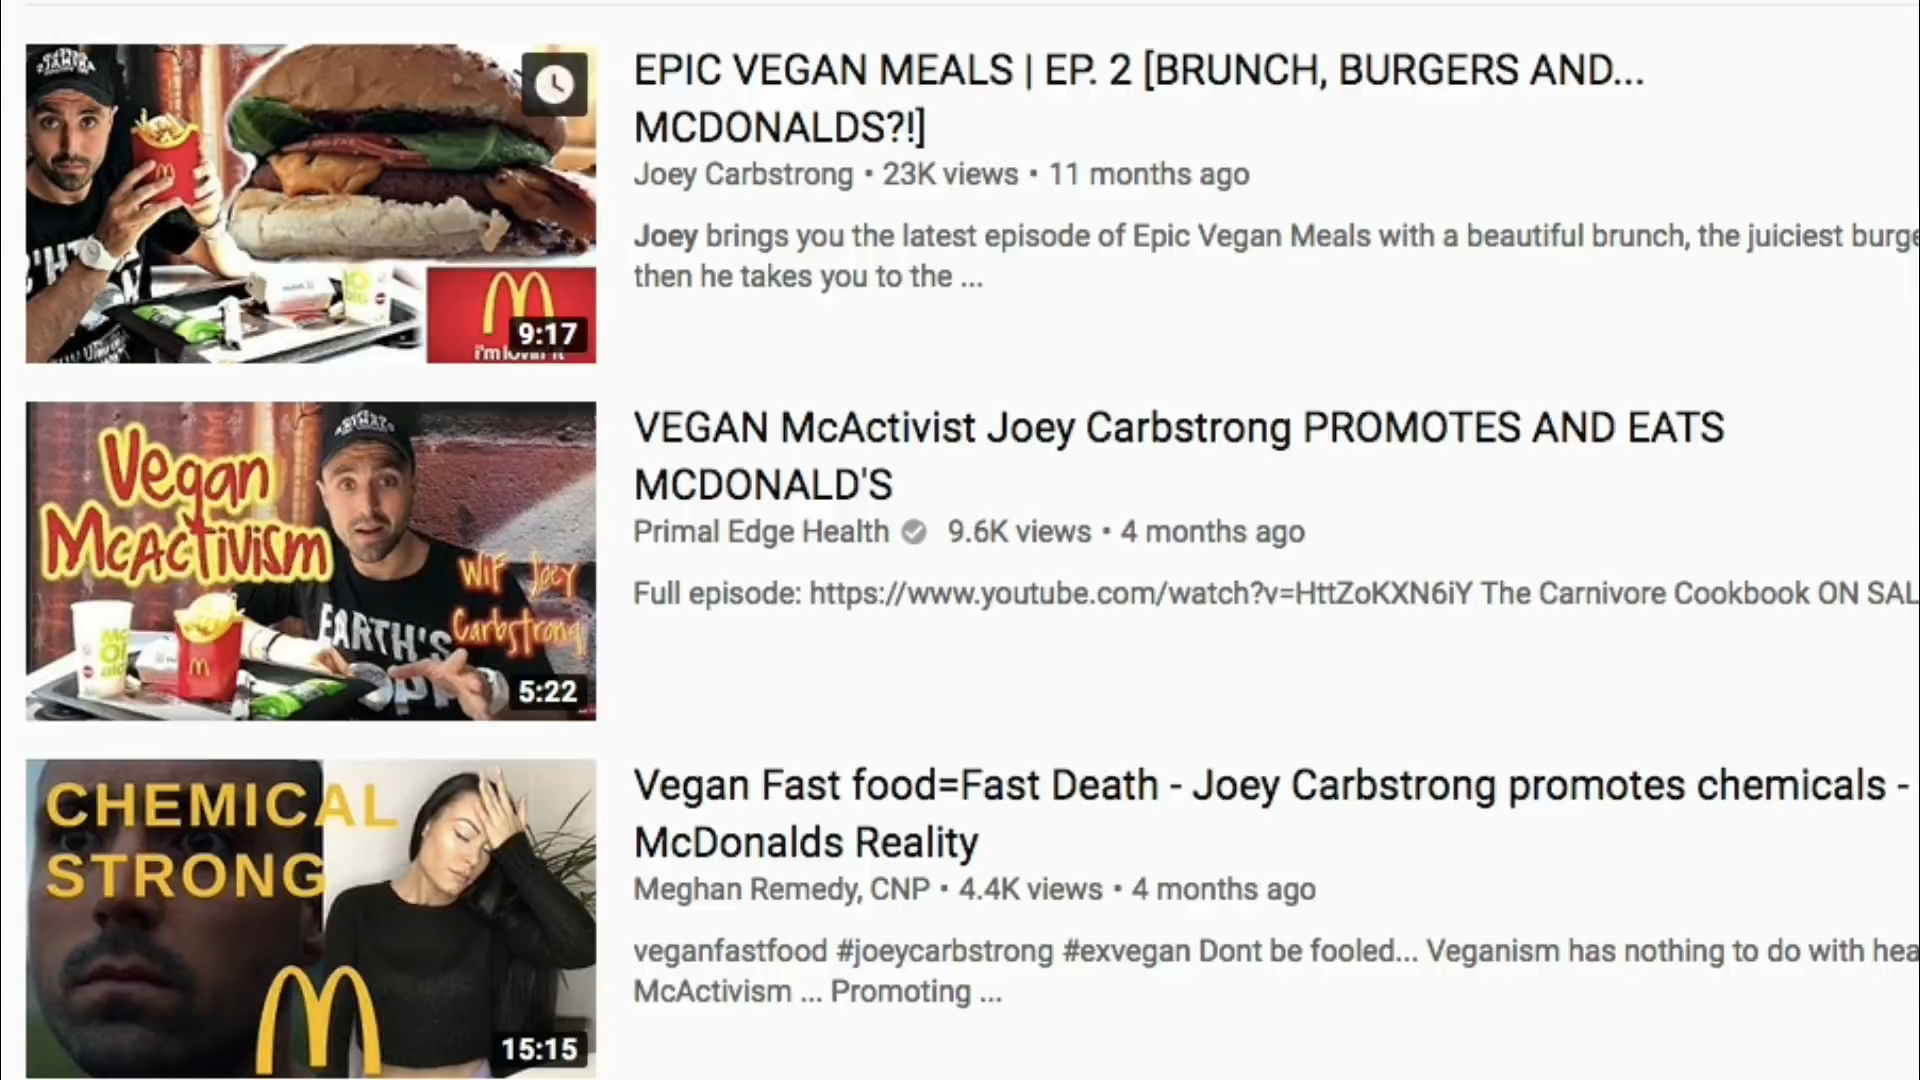 EPIC VEGAN MEALS | EP. 2 [BRUNCH, BURGERS AND...
MCDONALDS?!]
Joey Carbstrong • 23K views • 11 months ago
Joey brings you the latest episode of Epic Vegan Meals with a beautiful brunch, the juiciest burge
then he takes you to the ...
9:17
i'm lovin' it
Vegan
McActivism
Wif Joey
Carbstrong
EARTH'S
5:22
VEGAN McActivist Joey Carbstrong PROMOTES AND EATS
MCDONALD'S
Primal Edge Health 9.6K views • 4 months ago
Full episode: https://www.youtube.com/watch?v=HttZoKXN6iY The Carnivore Cookbook ON SAL
CHEMICAL
STRONG
15:15
Vegan Fast food=Fast Death - Joey Carbstrong promotes chemicals -
McDonalds Reality
Meghan Remedy, CNP • 4.4K views • 4 months ago
veganfastfood #joeycarbstrong #exvegan Dont be fooled... Veganism has nothing to do with hea
McActivism ... Promoting ...